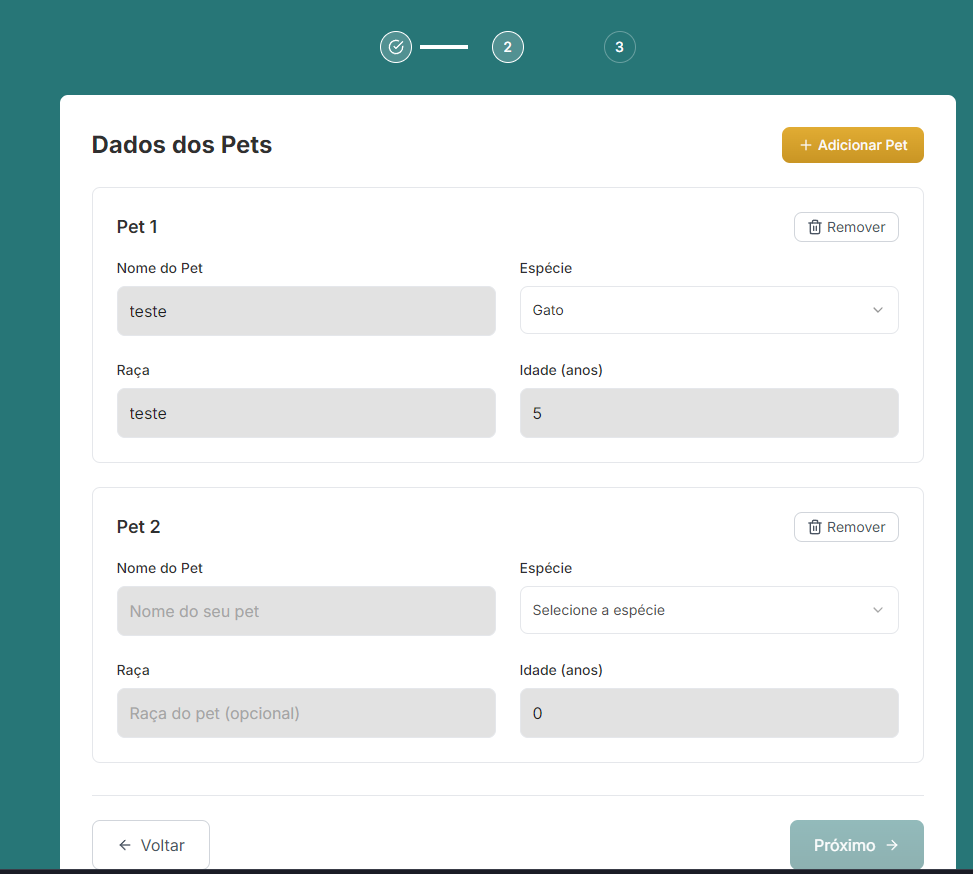 2
3
Dados dos Pets
Adicionar Pet
Pet 1
Remover
Nome do Pet
Espécie
teste
Gato
Raça
Idade (anos)
teste
5
Pet 2
Remover
Nome do Pet
Espécie
Nome do seu pet
Selecione a espécie
Raça
Idade (anos)
Raça do pet (opcional)
0
Voltar
Próximo